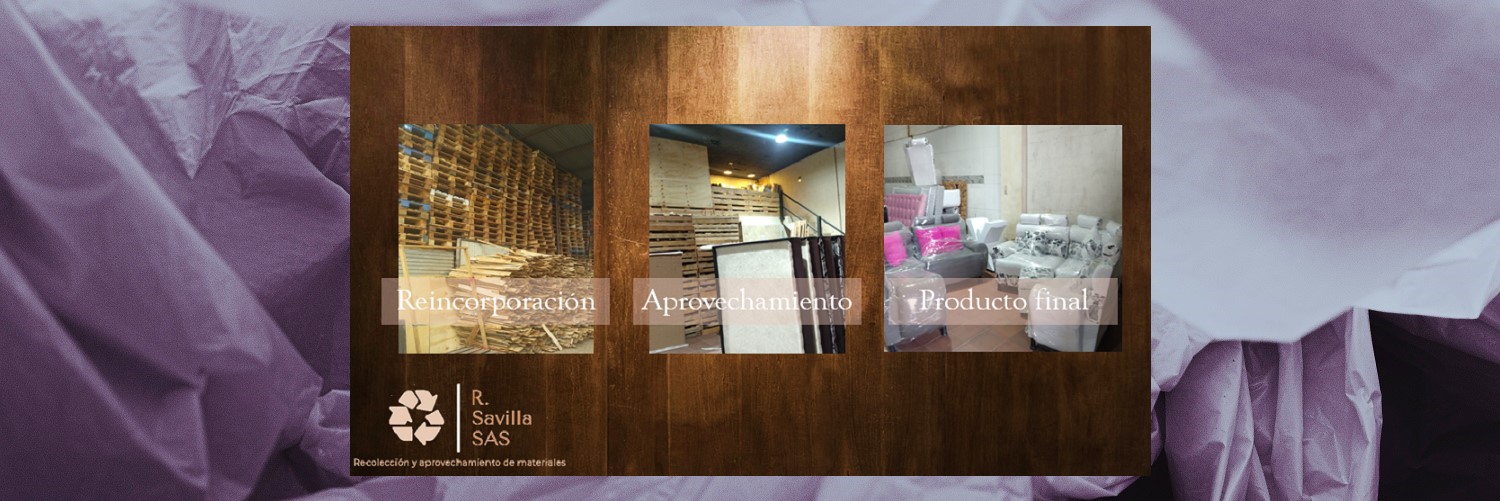 Reincorporación
Aprovechamiento
Producto final
R.
Savilla
SAS
Recolección y aprovechamiento de materiales